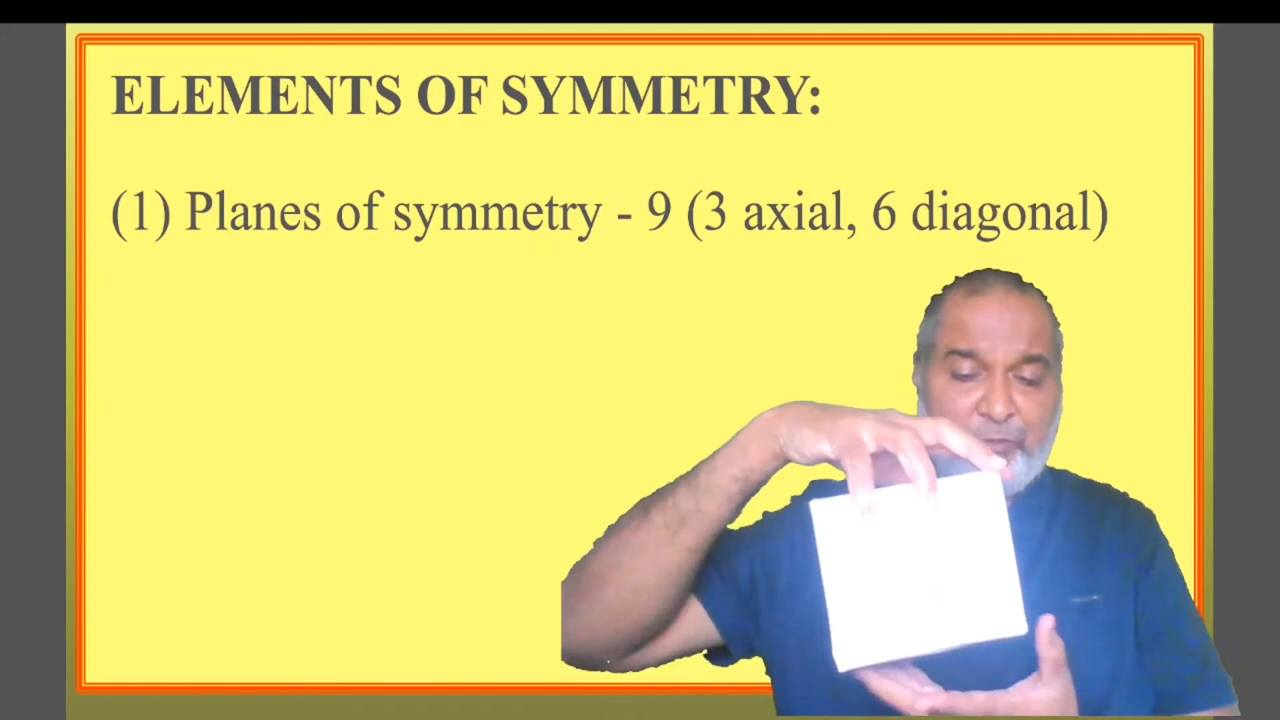 ELEMENTS OF SYMMETRY:
(1) Planes of symmetry - 9 (3 axial, 6 diagonal)